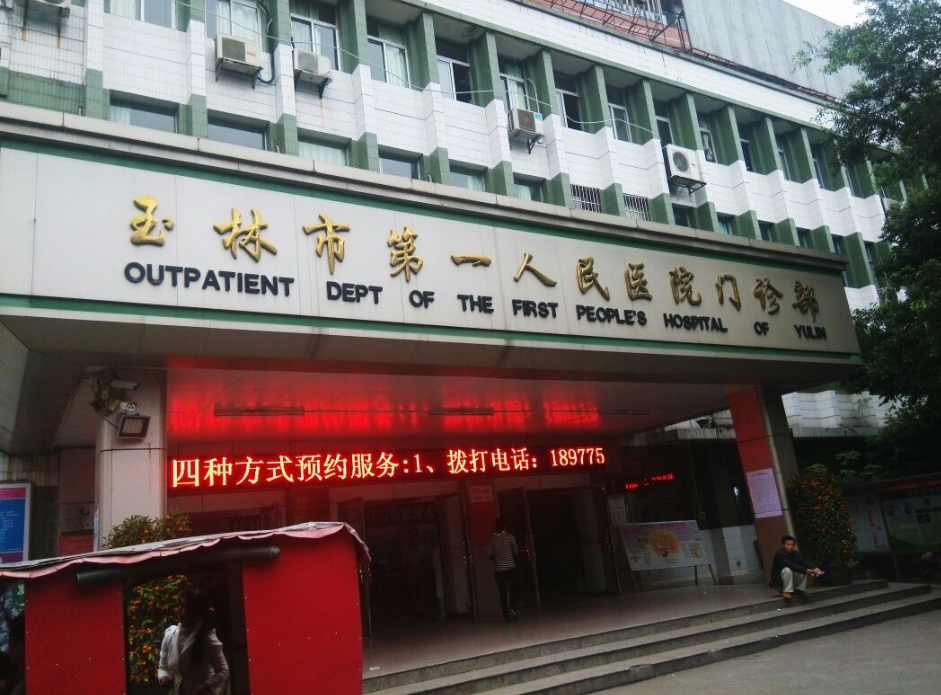 玉林市第一人民医院门诊部
OUTPATIENT DEPT OF THE FIRST PEOPLE'S HOSPITAL OF YULIN
四种方式预约服务:1、拨打电话：189775